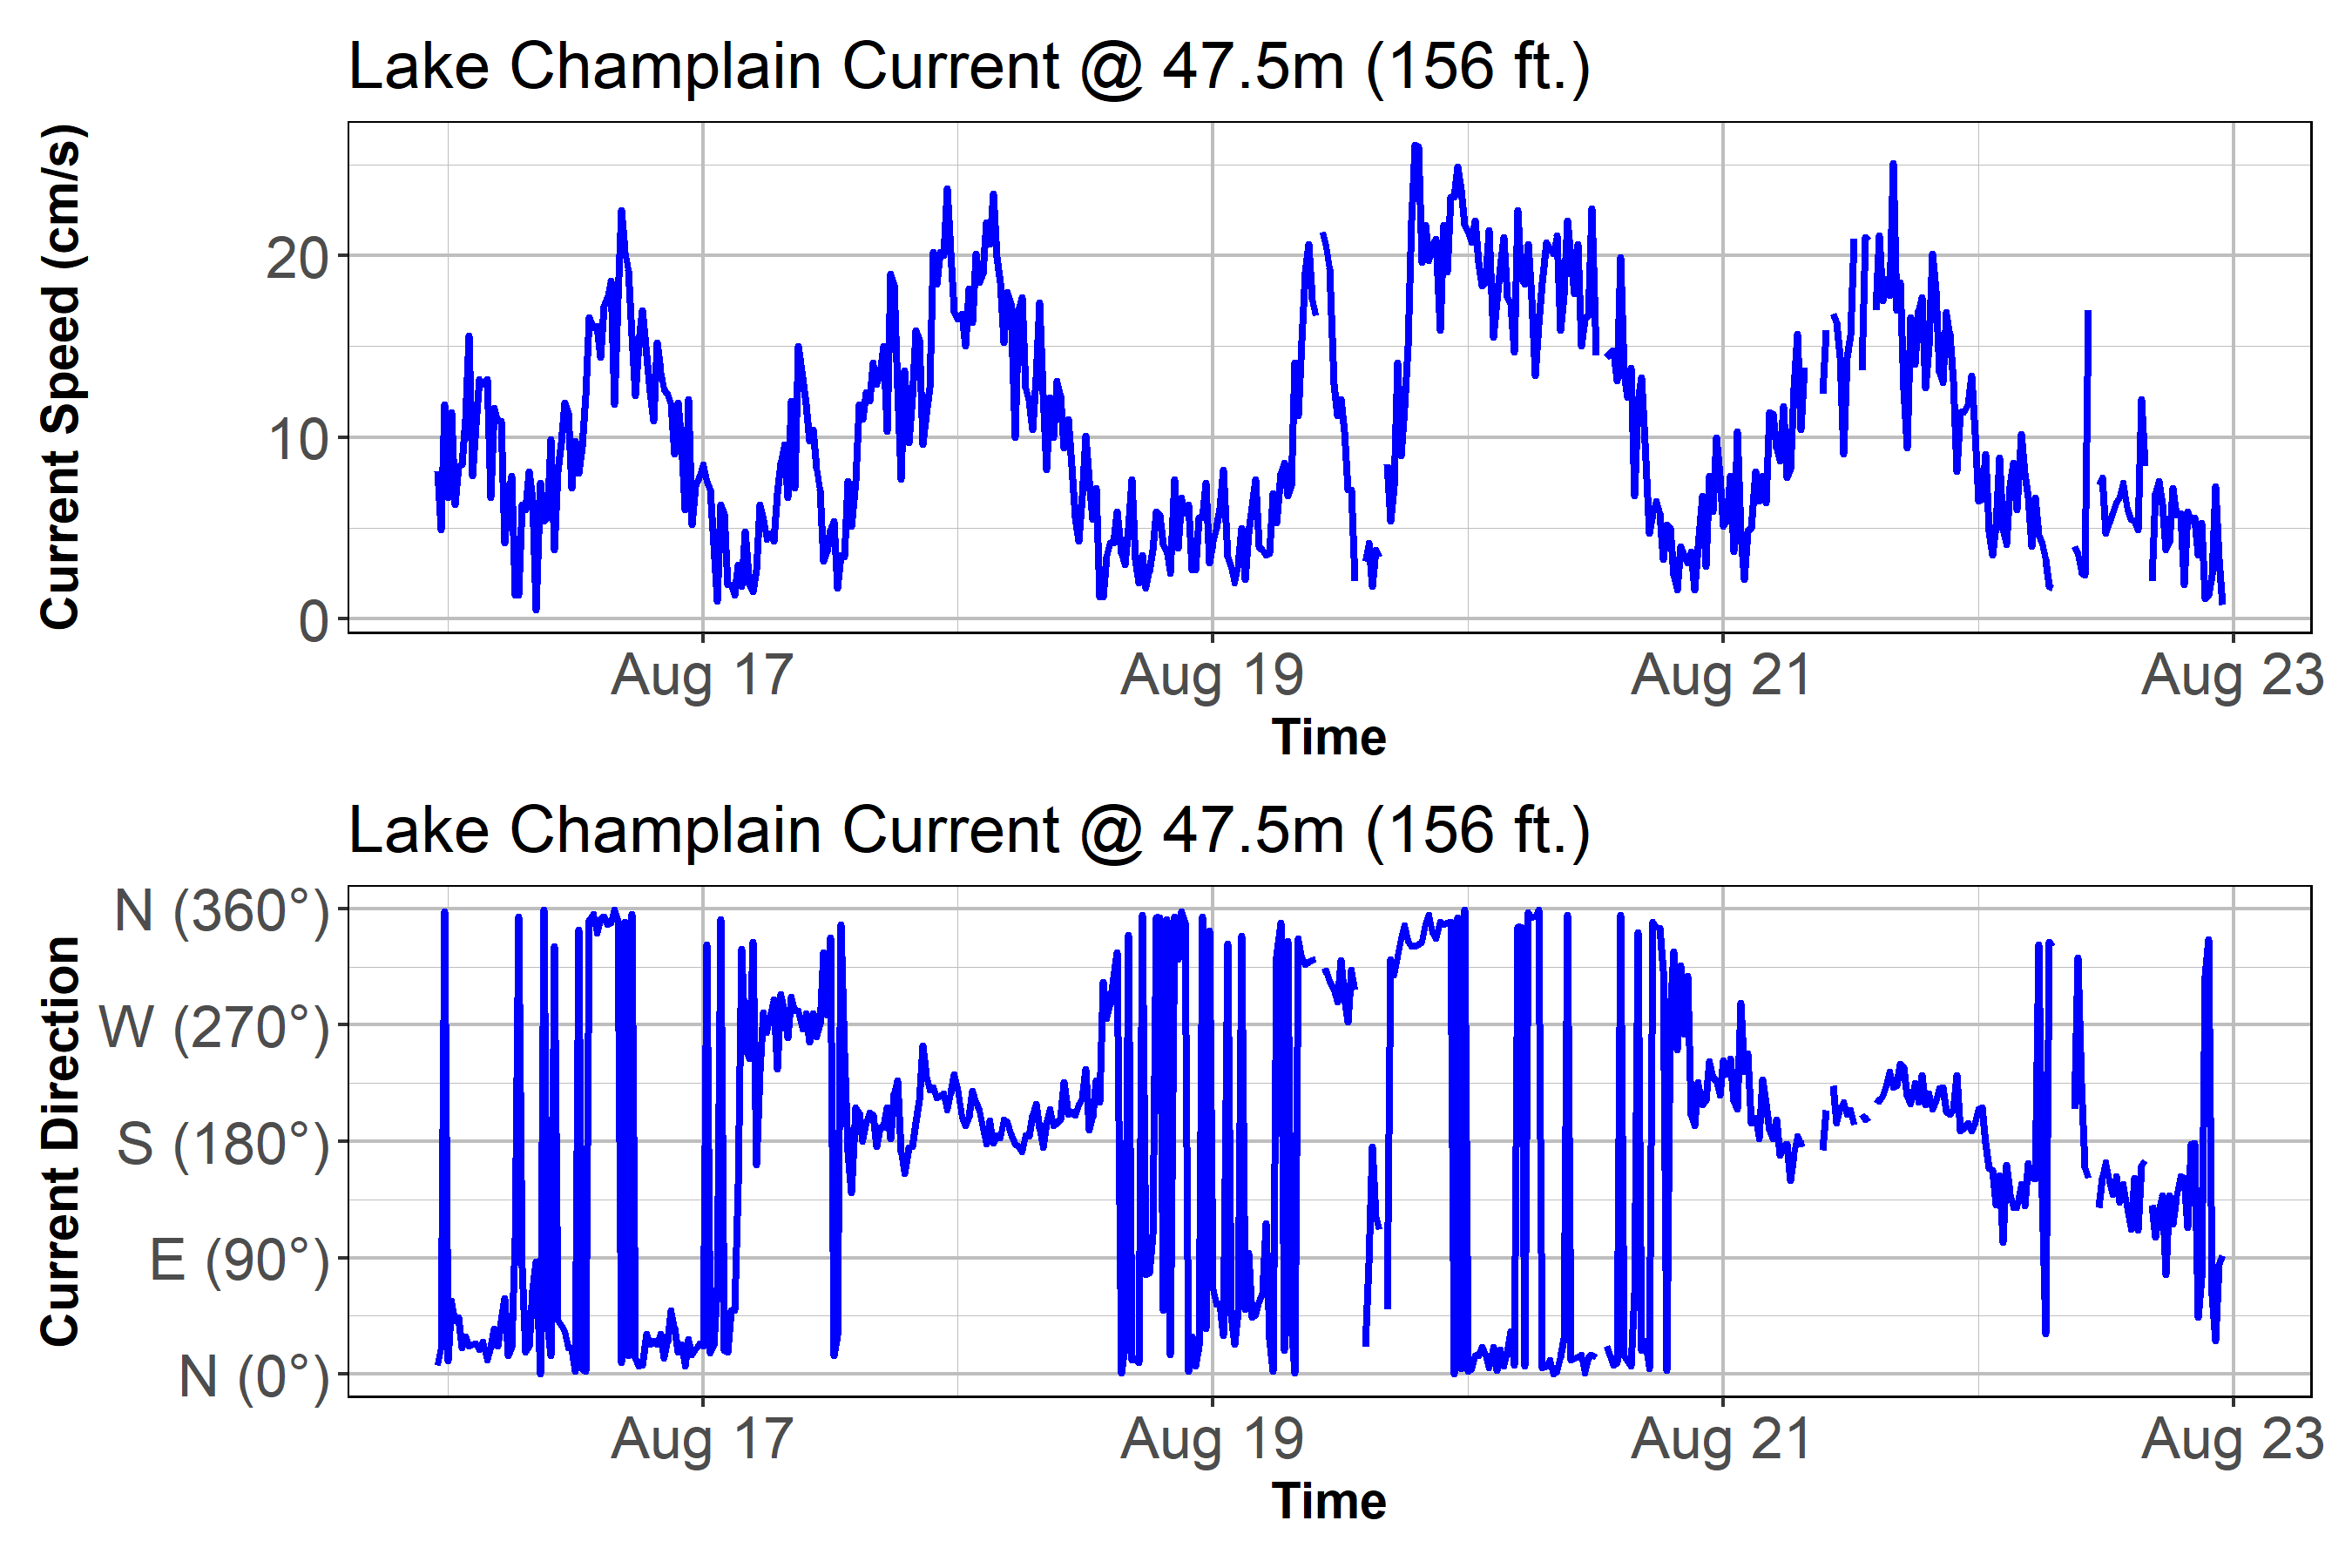 Lake Champlain Current @ 47.5m (156 ft.)
Current Speed (cm/s)
20
10
0
Aug 17 Aug 19 Aug 21 Aug 23
Time
Lake Champlain Current @ 47.5m (156 ft.)
Current Direction
N (360°)
W (270°)
S (180°)
E (90°)
N (0°)
Aug 17 Aug 19 Aug 21 Aug 23
Time